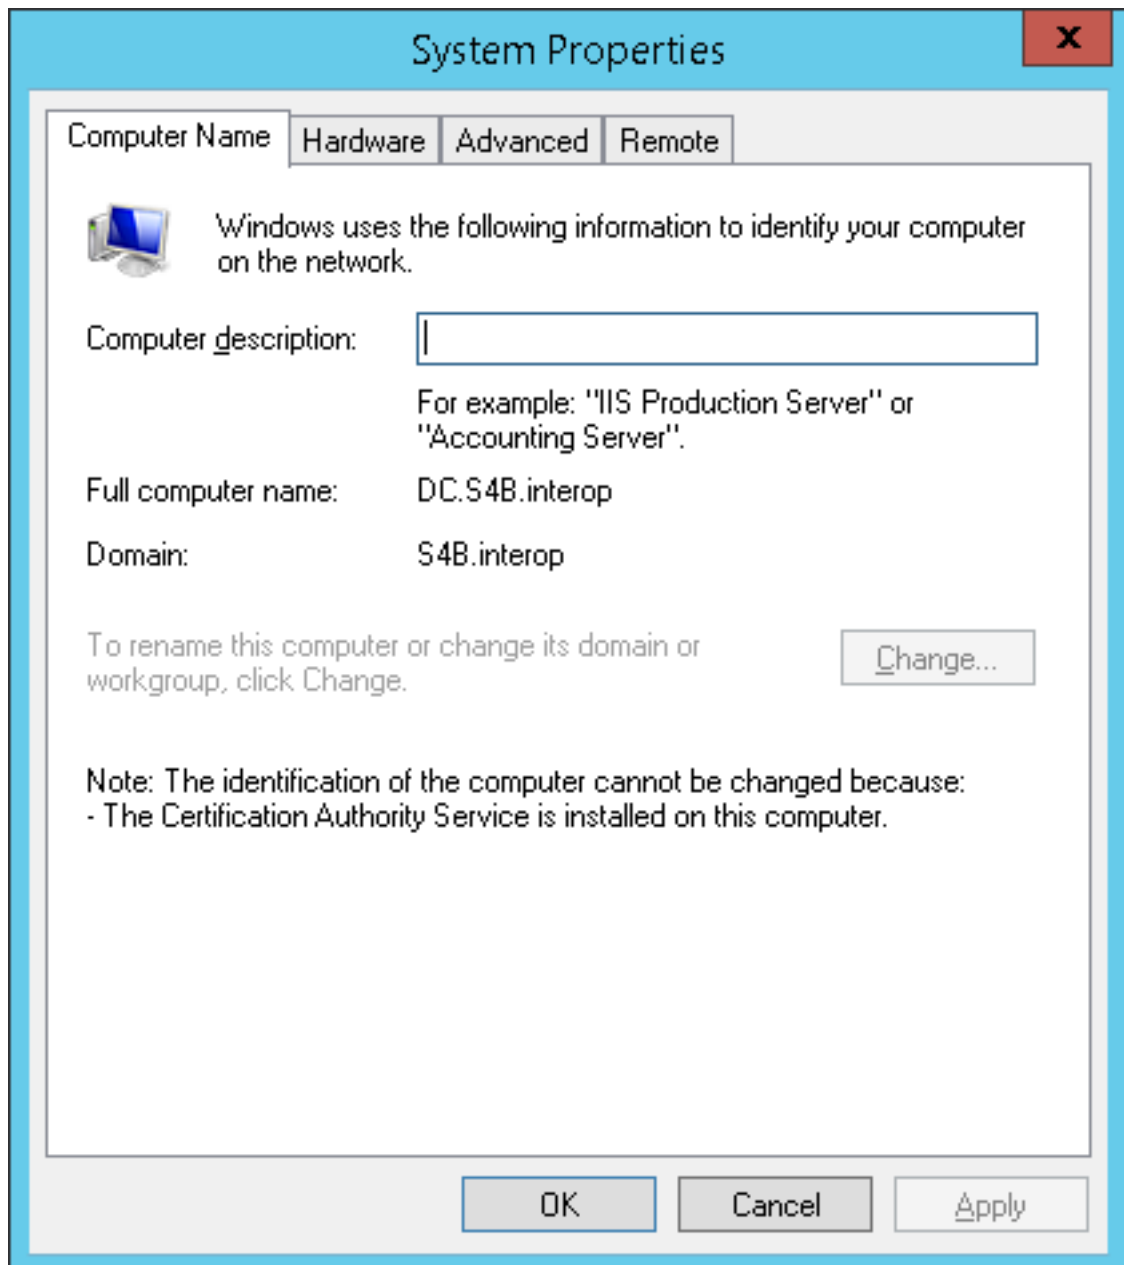 System Properties
x
Computer Name
Hardware
Advanced
Remote
Windows uses the following information to identify your computer
on the network.
Computer description:
For example: "IIS Production Server" or
"Accounting Server".
Full computer name:
DC.S4B.interop
Domain:
S4B.interop
To rename this computer or change its domain or
workgroup, click Change.
Change...
Note: The identification of the computer cannot be changed because:
- The Certification Authority Service is installed on this computer.
OK
Cancel
Apply